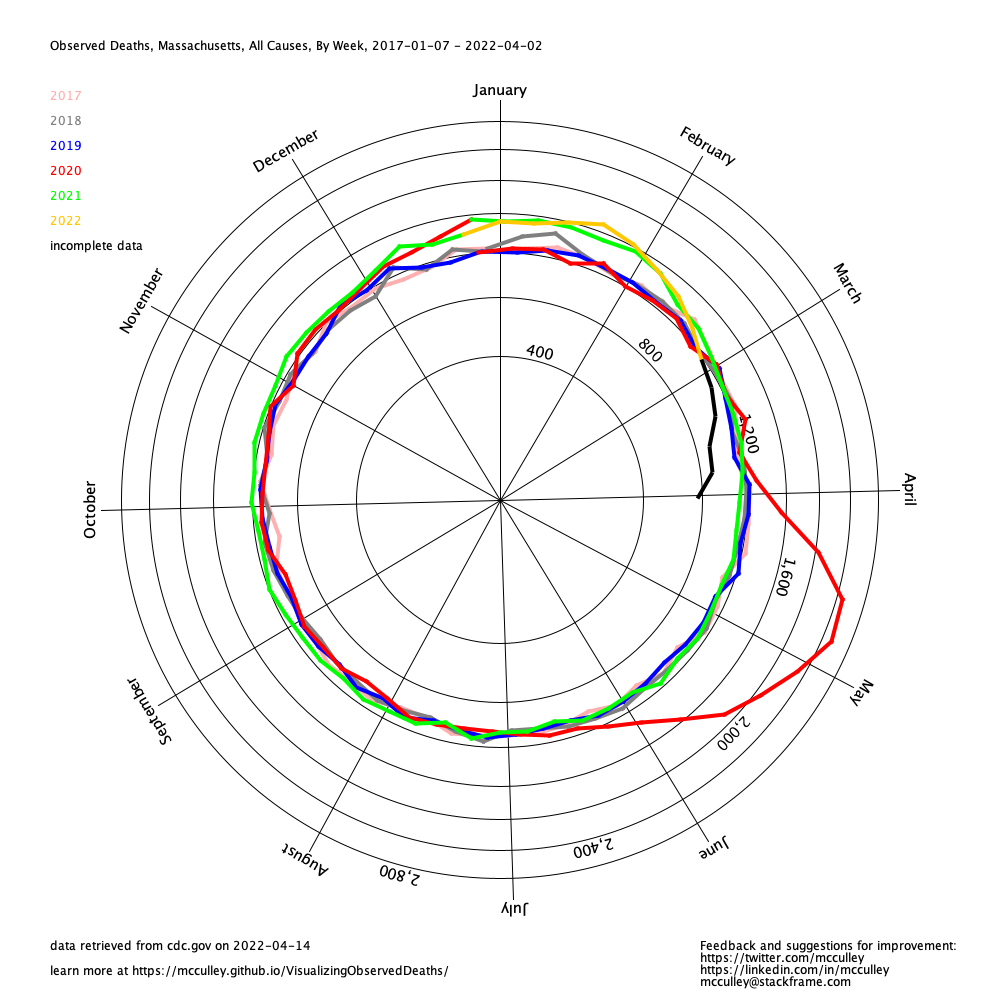 Observed Deaths, Massachusetts, All Causes, By Week, 2017-01-07 - 2022-04-02
2017
2018
2019
2020
2021
2022
incomplete data
January
February
March
April
May
June
July
August
September
October
November
December
400
800
1,200
1,600
2,000
2,400
2,800
data retrieved from cdc.gov on 2022-04-14
learn more at https://mcculley.github.io/VisualizingObservedDeaths/
Feedback and suggestions for improvement:
https://twitter.com/mcculley
https://linkedin.com/in/mcculley
mcculley@stackframe.com